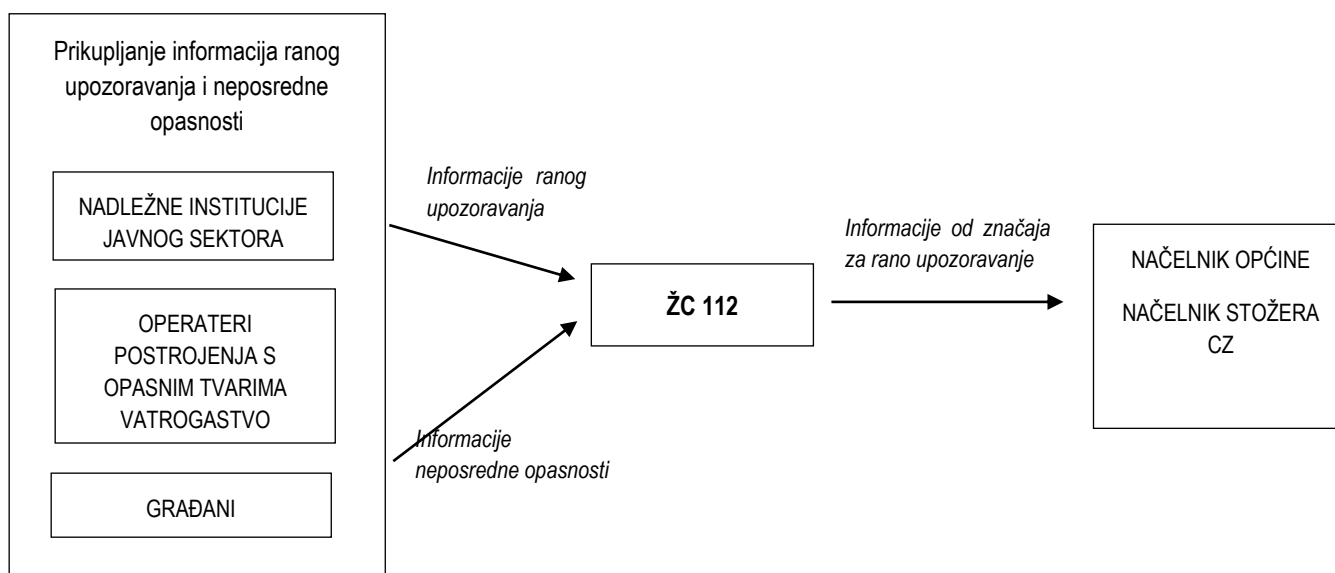 Prikupljanje informacija ranog
upozoravanja i neposredne
opasnosti
NADLEŽNE INSTITUCIJE
JAVNOG SEKTORA
OPERATERI
POSTROJENJA S
OPASNIM TVARIMA
VATROGASTVO
GRAĐANI
Informacije ranog
upozoravanja
Informacije
neposredne opasnosti
ŽC 112
Informacije od značaja
za rano upozoravanje
NAČELNIK OPĆINE
NAČELNIK STOŽERA
CZ